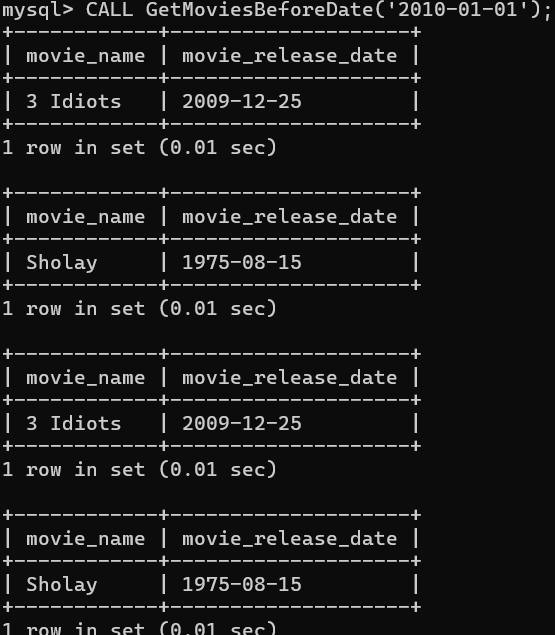 mysql> CALL GetMoviesBeforeDate('2010-01-01');
+------------+--------------------+
| movie_name | movie_release_date |
+------------+--------------------+
| 3 Idiots   | 2009-12-25         |
+------------+--------------------+
1 row in set (0.01 sec)

+------------+--------------------+
| movie_name | movie_release_date |
+------------+--------------------+
| Sholay     | 1975-08-15         |
+------------+--------------------+
1 row in set (0.01 sec)

+------------+--------------------+
| movie_name | movie_release_date |
+------------+--------------------+
| 3 Idiots   | 2009-12-25         |
+------------+--------------------+
1 row in set (0.01 sec)

+------------+--------------------+
| movie_name | movie_release_date |
+------------+--------------------+
| Sholay     | 1975-08-15         |
+------------+--------------------+
1 row in set (0.01 sec)